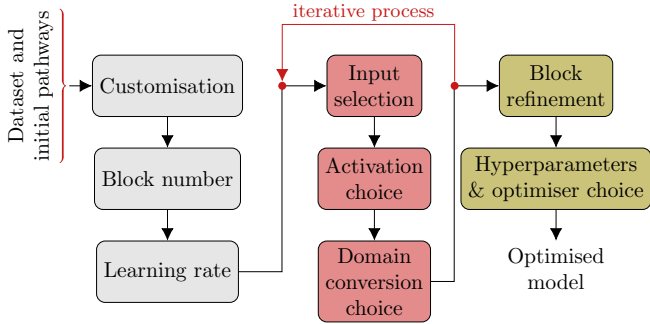 iterative process
Dataset and
initial pathways
Customisation
Block number
Learning rate
Input
selection
Activation
choice
Domain
conversion
choice
Block
refinement
Hyperparameters
& optimiser choice
Optimised
model